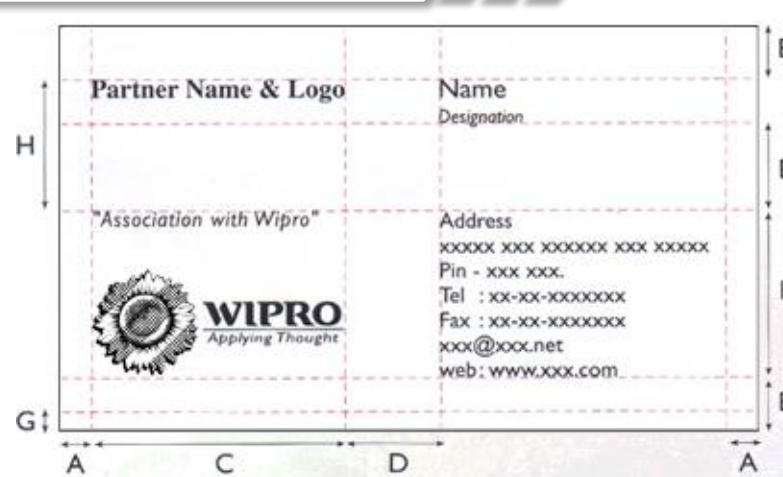 Partner Name & Logo
Name
Designation
H
"Association with Wipro"
WIPRO
Applying Thought
Address
xxxxx xxx xxxxxx xxx xxxxx
Pin - xxx xxx.
Tel : xx-xx-xxxxxxx
Fax : xx-xx-xxxxxxx
xxx@xxx.net
web: www.xxx.com
G
A
C
D
A